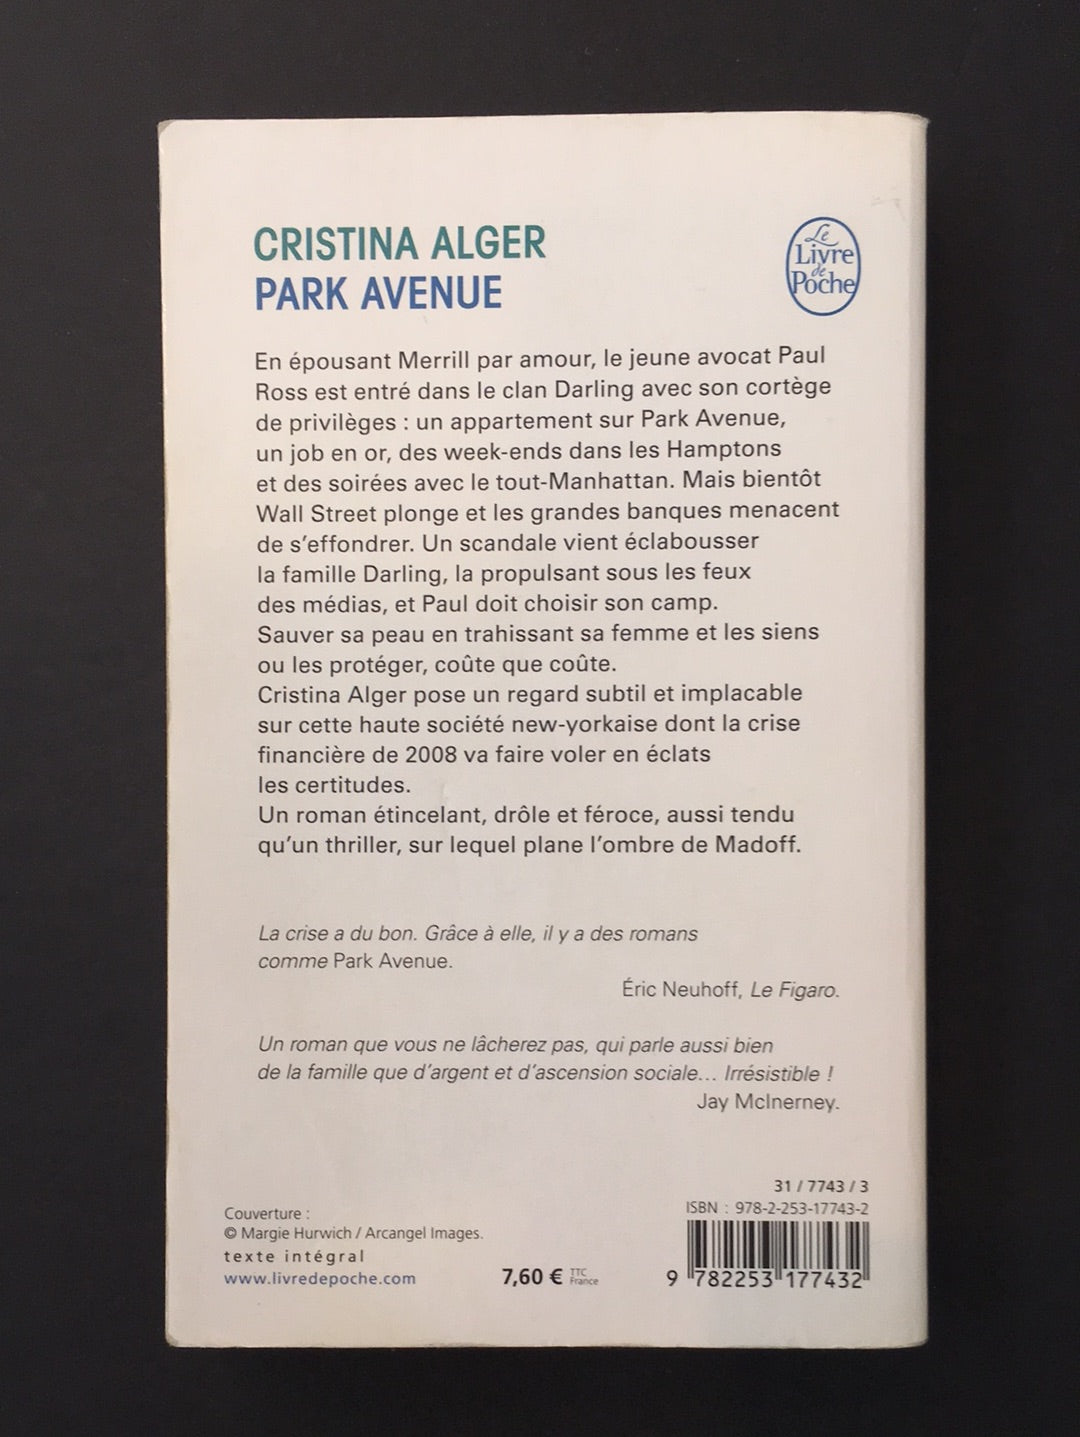 CRISTINA ALGER
PARK AVENUE
Le
Livre
de
Poche
En épousant Merrill par amour, le jeune avocat Paul
Ross est entré dans le clan Darling avec son cortège
de privilèges : un appartement sur Park Avenue,
un job en or, des week-ends dans les Hamptons
et des soirées avec le tout-Manhattan. Mais bientôt
Wall Street plonge et les grandes banques menacent
de s’effondrer. Un scandale vient éclabousser
la famille Darling, la propulsant sous les feux
des médias, et Paul doit choisir son camp.
Sauver sa peau en trahissant sa femme et les siens
ou les protéger, coûte que coûte.
Cristina Alger pose un regard subtil et implacable
sur cette haute société new-yorkaise dont la crise
financière de 2008 va faire voler en éclats
les certitudes.
Un roman étincelant, drôle et féroce, aussi tendu
qu’un thriller, sur lequel plane l’ombre de Madoff.
La crise a du bon. Grâce à elle, il y a des romans
comme Park Avenue.
Éric Neuhoff, Le Figaro.
Un roman que vous ne lâcherez pas, qui parle aussi bien
de la famille que d’argent et d’ascension sociale… Irrésistible !
Jay McInerney.
Couverture :
© Margie Hurwich / Arcangel Images.
texte intégral
www.livredepoche.com
7,60 € TTC
France
31 / 7743 / 3
ISBN : 978-2-253-17743-2
9 782253 177432